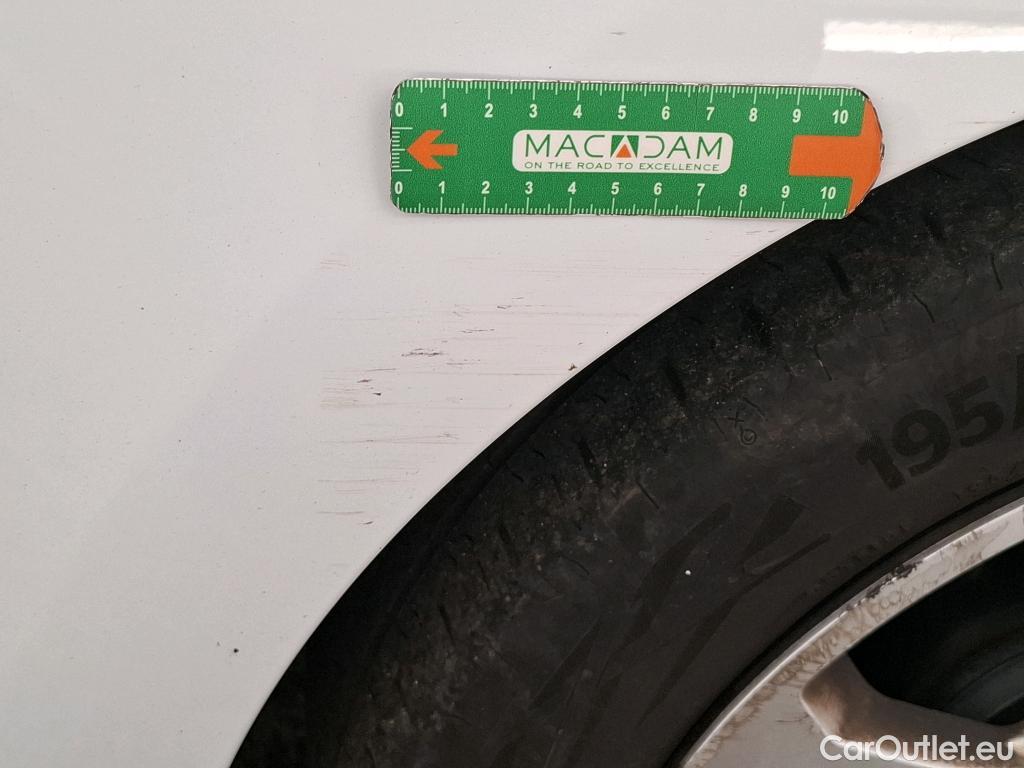 0 1 2 3 4 5 6 7 8 9 10
MACADAM
ON THE ROAD TO EXCELLENCE
0 1 2 3 4 5 6 7 8 9 10
195/
CarOutlet.eu